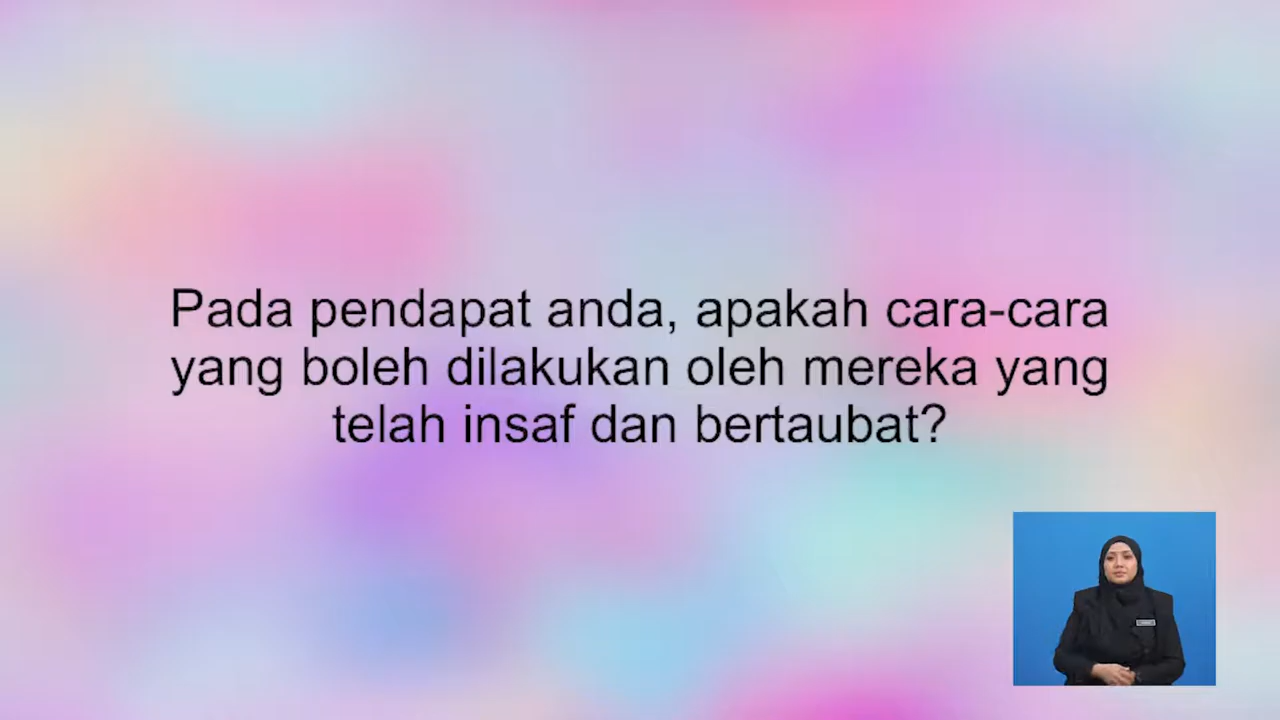 Pada pendapat anda, apakah cara-cara
yang boleh dilakukan oleh mereka yang
telah insaf dan bertaubat?